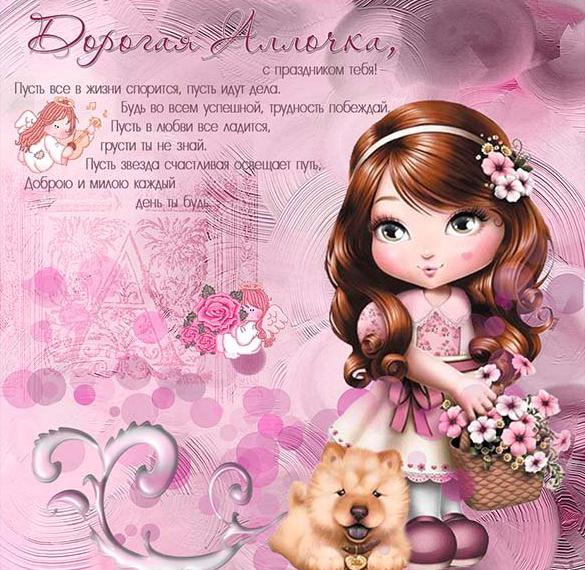 Дорогая Аллочка,
с праздником тебя!
Пусть все в жизни спорится, пусть идут дела.
Будь во всем успешной, трудность побеждай,
Пусть в любви все ладится,
грусти ты не знай.
Пусть звезда счастливая освещает путь,
Доброю и милою каждый
день ты будь.